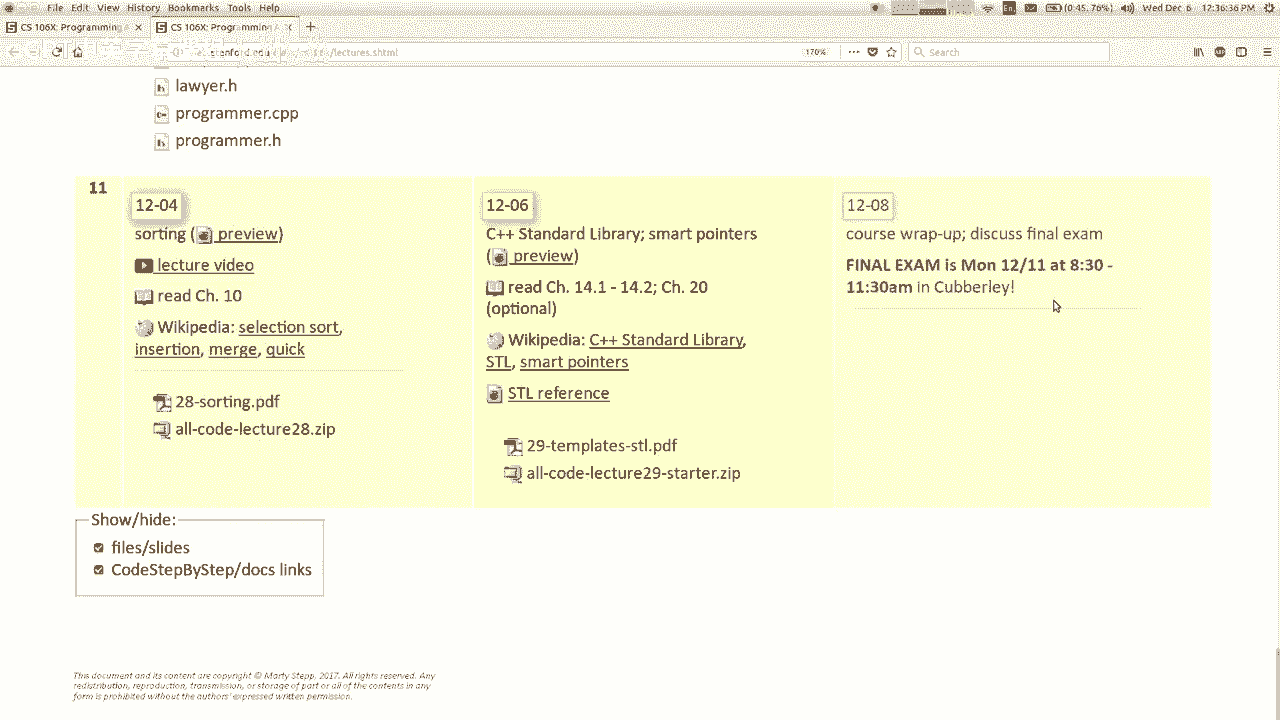 File Edit View History Bookmarks Tools Help
En (0:45, 76%) Wed Dec 6 12:36:36 PM
CS 106X: Programming CS 106X: Programming
/lectures.shtml 170% Search
lawyer.h
programmer.cpp
programmer.h
11
12-04
sorting ( preview)
lecture video
read Ch. 10
Wikipedia: selection sort,
insertion, merge, quick
28-sorting.pdf
all-code-lecture28.zip
12-06
C++ Standard Library; smart pointers
( preview)
read Ch. 14.1 - 14.2; Ch. 20
(optional)
Wikipedia: C++ Standard Library,
STL, smart pointers
STL reference
29-templates-stl.pdf
all-code-lecture29-starter.zip
12-08
course wrap-up; discuss final exam
FINAL EXAM is Mon 12/11 at 8:30 -
11:30am in Cubberley!
Show/hide:
files/slides
CodeStepByStep/docs links
This document and its content are copyright © Marty Stepp, 2017. All rights reserved. Any
redistribution, reproduction, transmission, or storage of part or all of the contents in any
form is prohibited without the authors' expressed written permission.